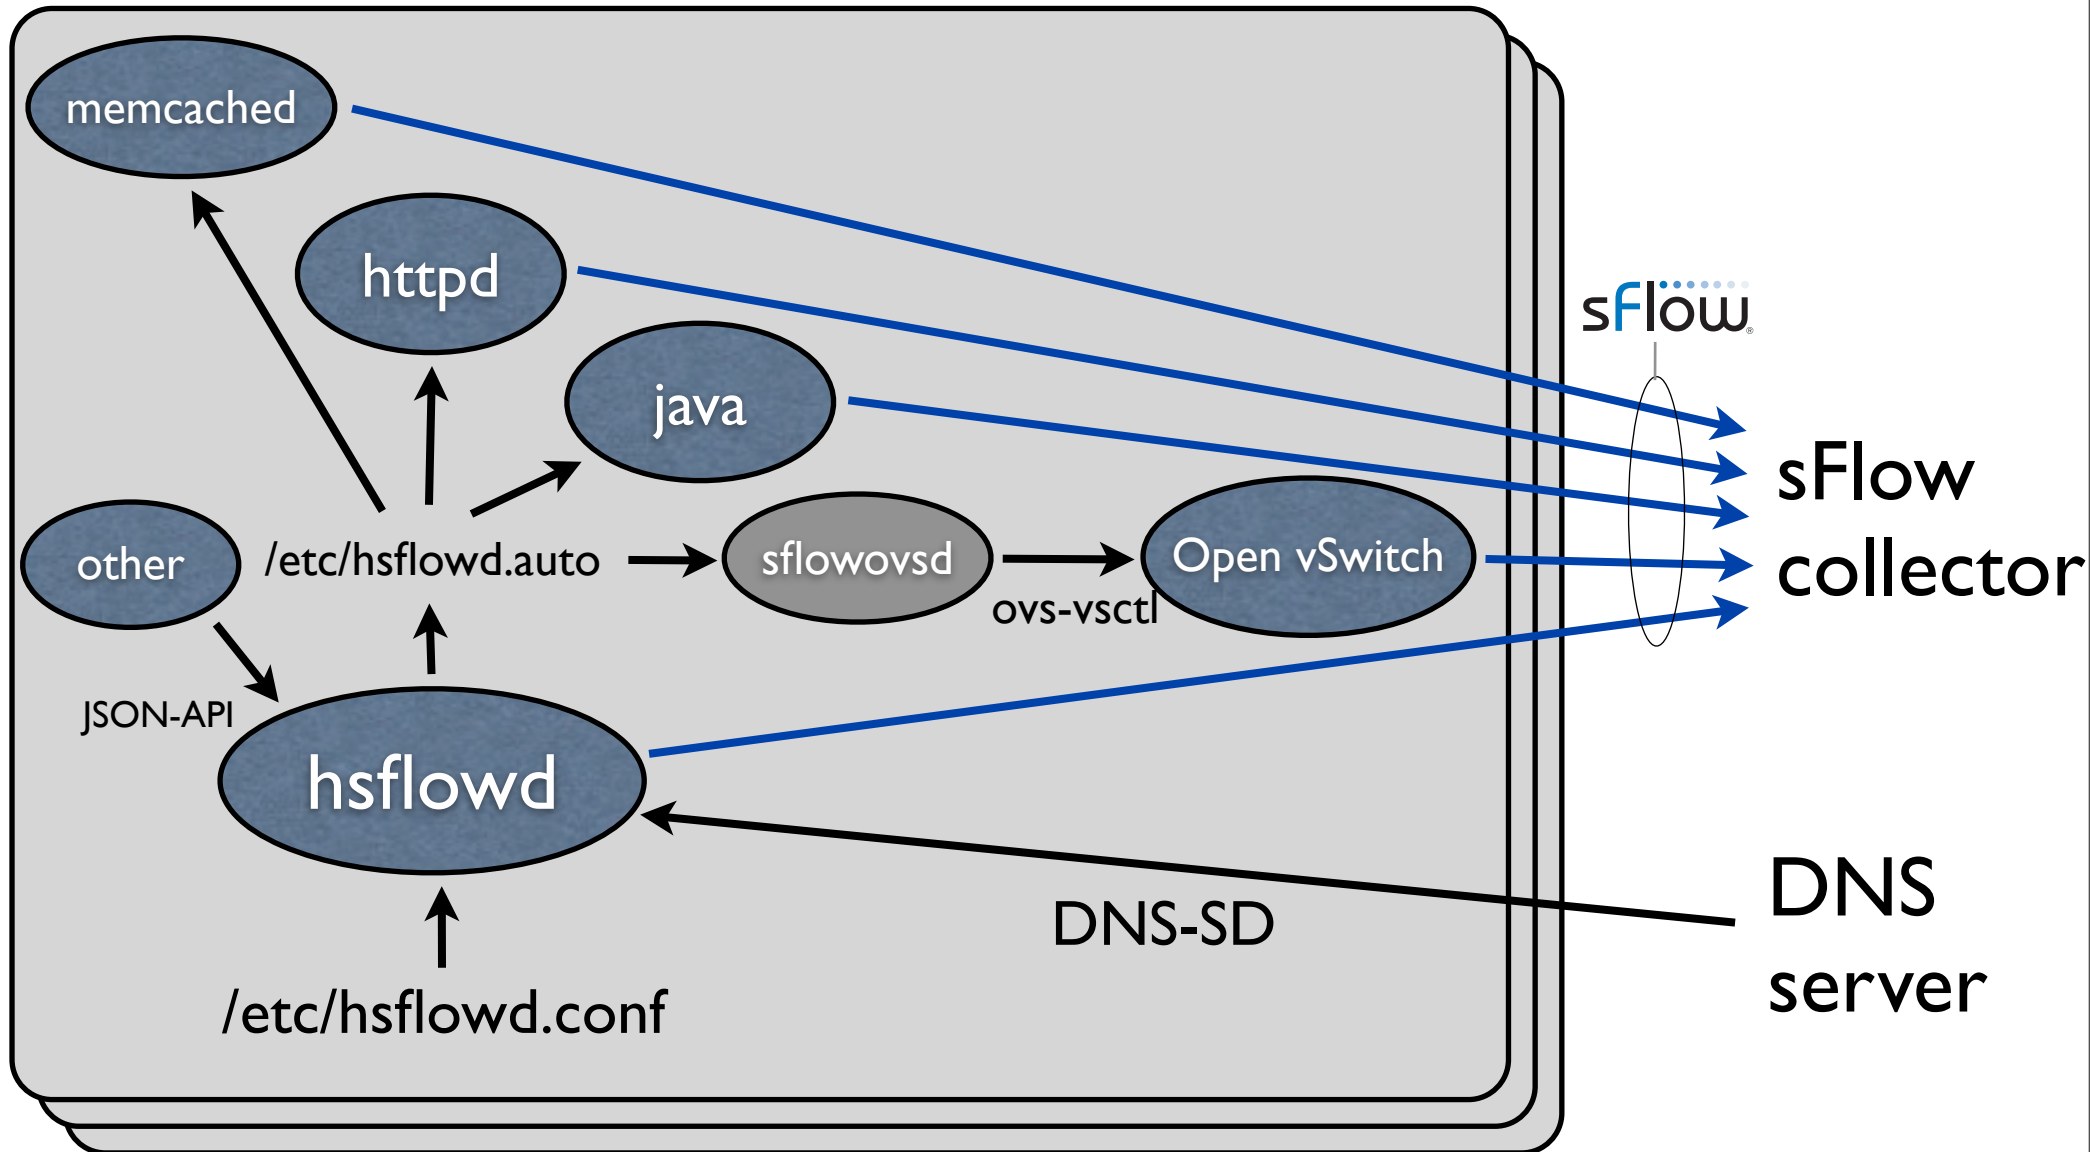 memcached
httpd
sFlow®
java
sFlow
collector
other
/etc/hsflowd.auto
sflowovsd
Open vSwitch
ovs-vsctl
JSON-API
hsflowd
DNS
server
DNS-SD
/etc/hsflowd.conf